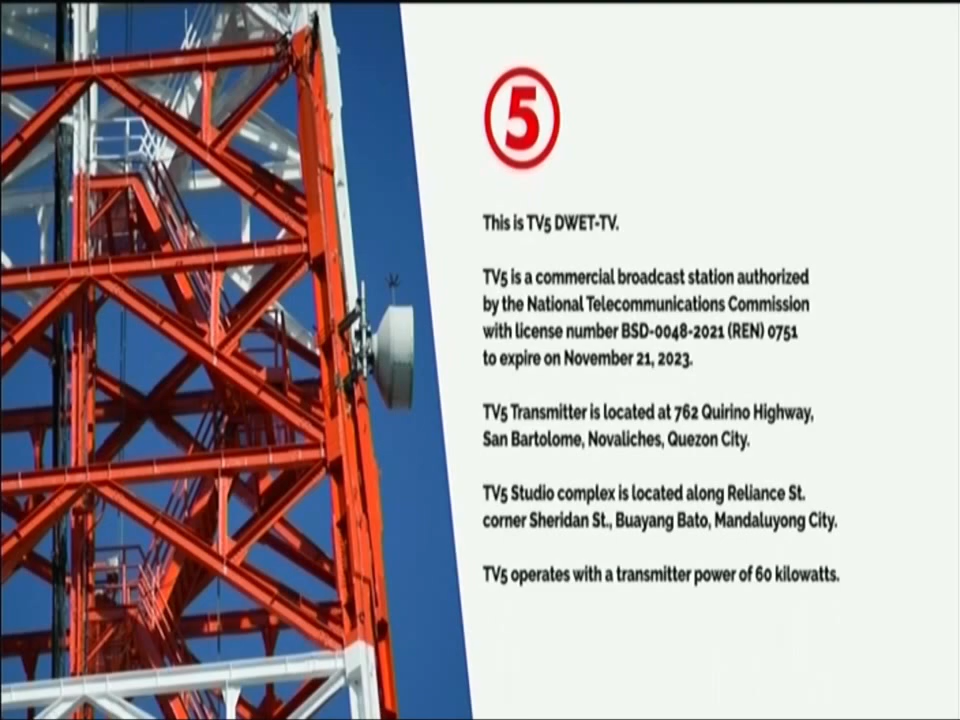 5
This is TV5 DWET-TV.
TV5 is a commercial broadcast station authorized
by the National Telecommunications Commission
with license number BSD-0048-2021 (REN) 0751
to expire on November 21, 2023.
TV5 Transmitter is located at 762 Quirino Highway,
San Bartolome, Novaliches, Quezon City.
TV5 Studio complex is located along Reliance St.
corner Sheridan St., Buayang Bato, Mandaluyong City.
TV5 operates with a transmitter power of 60 kilowatts.